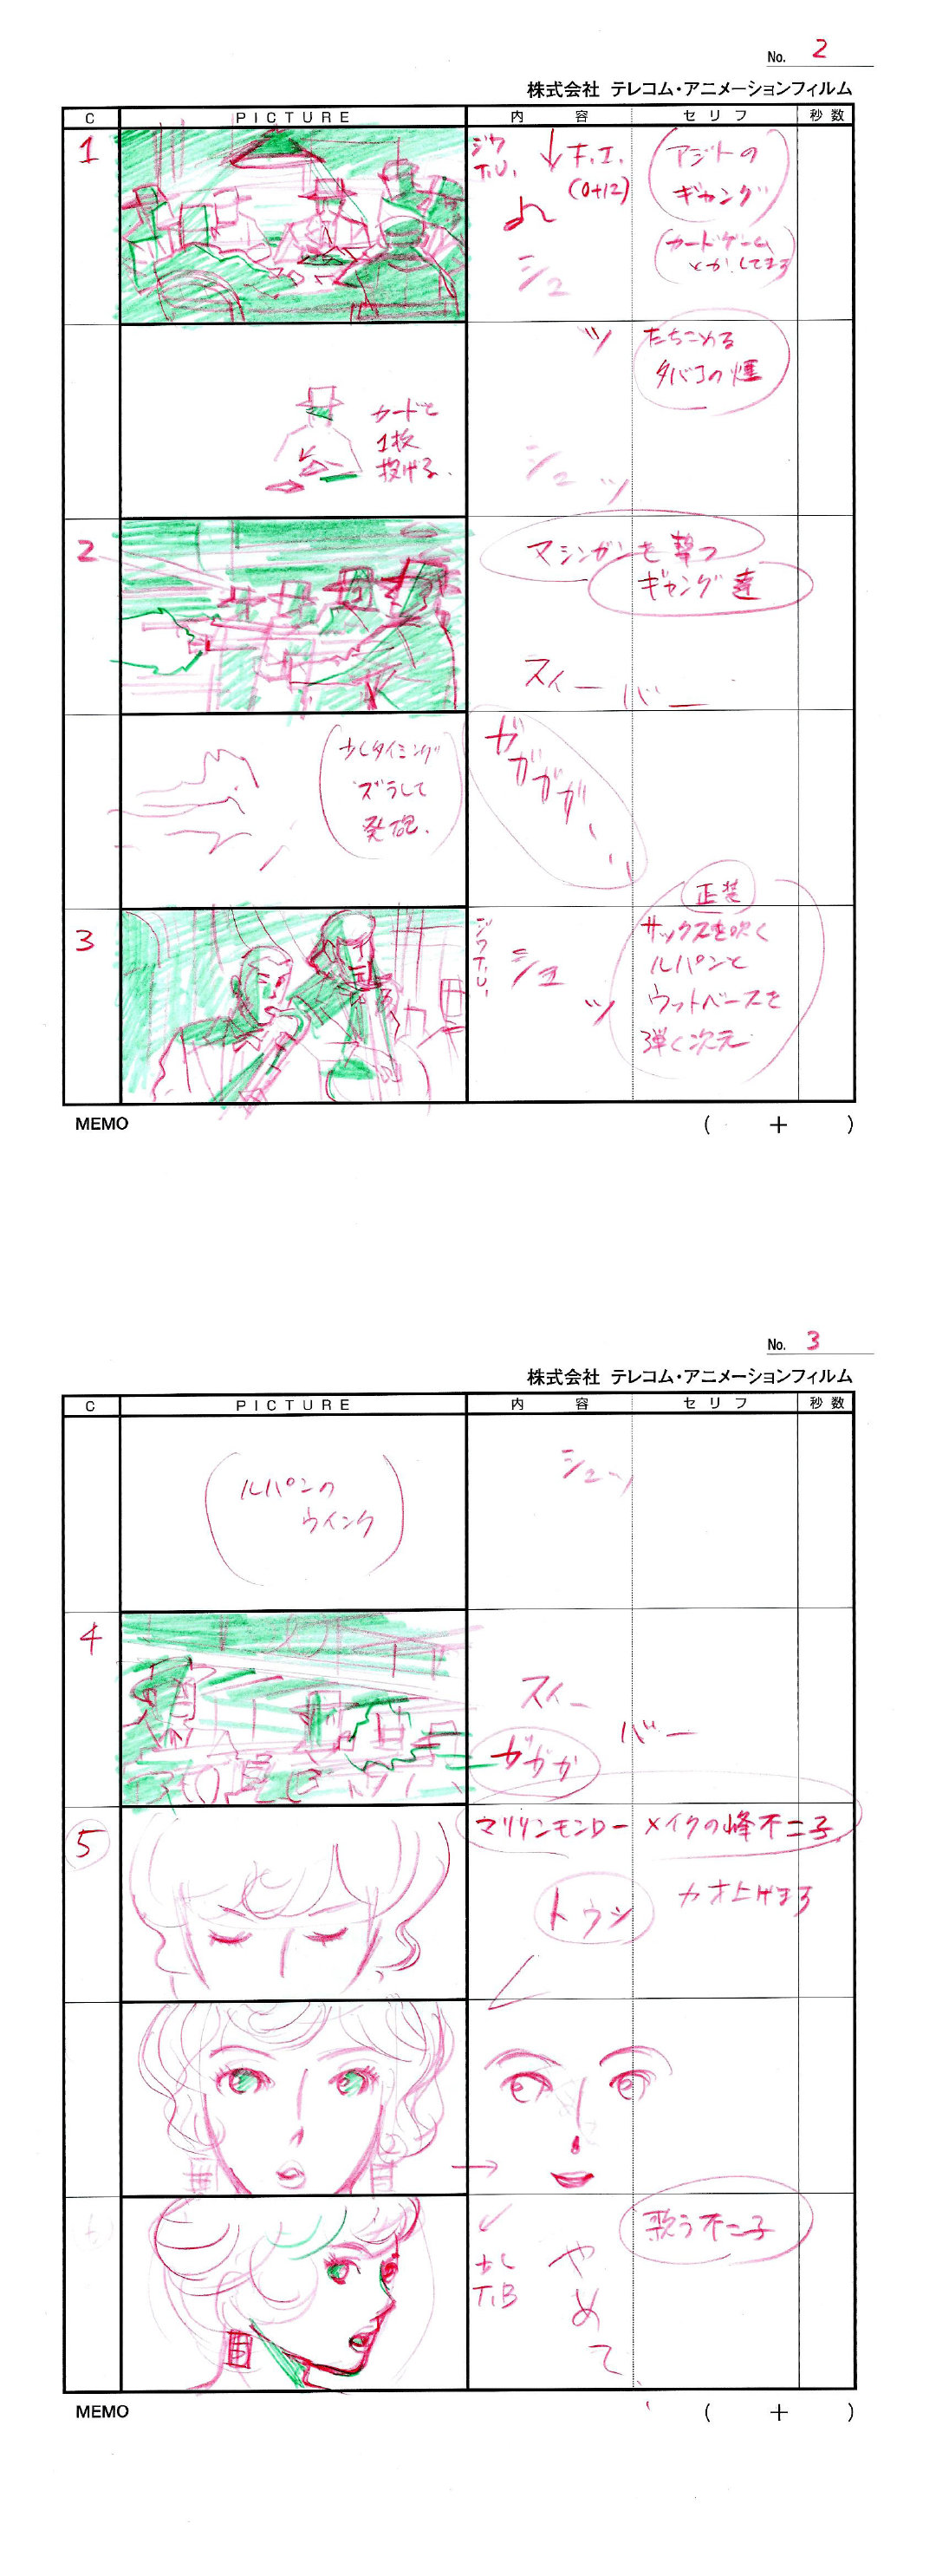 No. 2
株式会社 テレコム・アニメーションフィルム
C PICTURE 内容 セリフ 秒数
1
ジワ
T.U.
F.I.
(0+12)
アジトの
ギャング
シュ
(カードゲーム
とかしてます)
ッ
たちこめる
タバコの煙
カードを
1枚
投げる.
シュッ
2
マシンガンを撃つ
ギャング達
スィー
バー
(少しタイミング
ズラして
発砲.)
ガガガガ
正装
3
ジワT.U.
シュッ
サックスを吹く
ルパンと
ウットベースを
弾く次元
MEMO ( + )
No. 3
株式会社 テレコム・アニメーションフィルム
C PICTURE 内容 セリフ 秒数
(ルパンの
ウインク)
シューッ
4
スィー
バー
ガガガ
5
マリリンモンローメイクの峰不二子
トゥッ
カオ上げまる
歌う不二子
少し
T.B
やめて
MEMO ( + )